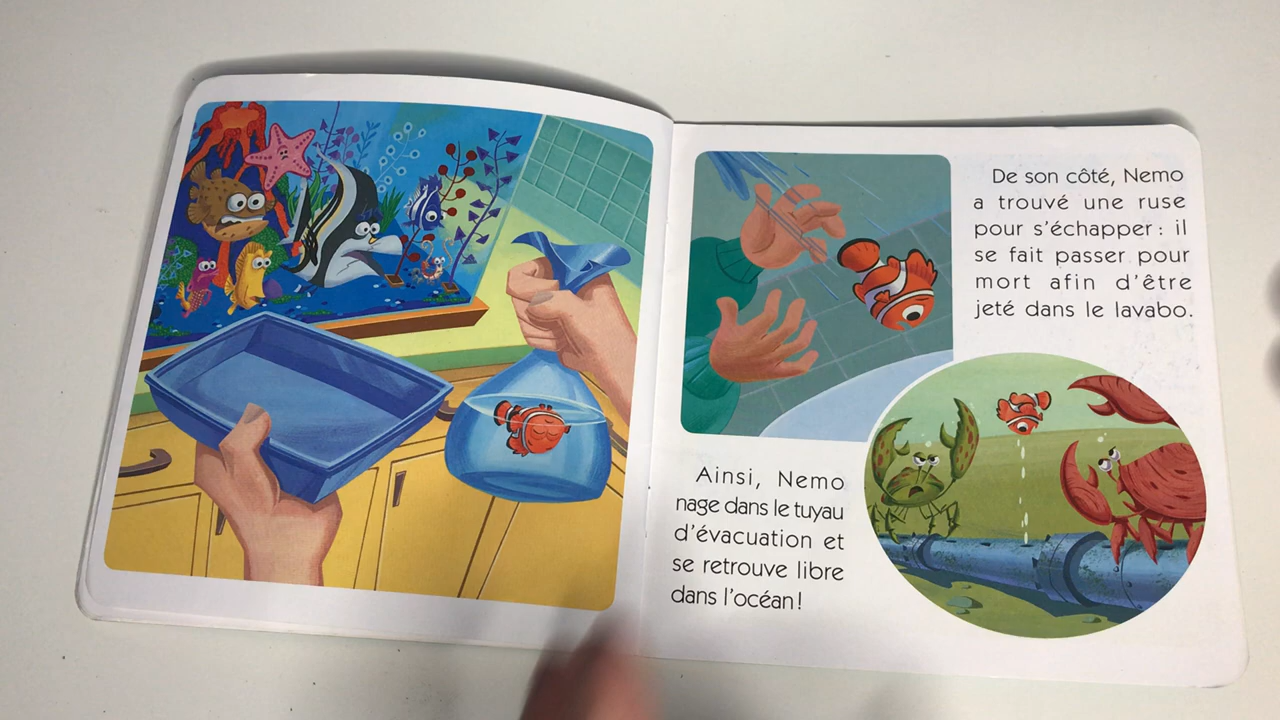 De son côté, Nemo
a trouvé une ruse
pour s'échapper : il
se fait passer pour
mort afin d'être
jeté dans le lavabo.
Ainsi, Nemo
nage dans le tuyau
d'évacuation et
se retrouve libre
dans l'océan!